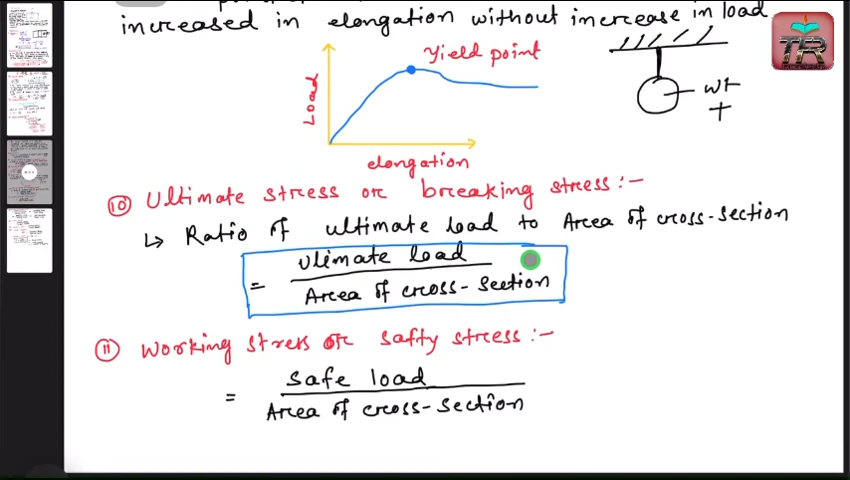 increased in elongation without increase in load
Yield point
Load
elongation
wt
TR
⑩ Ultimate stress or breaking stress :-
↳ Ratio of ultimate load to Area of cross-section
= Ulimate load
Area of cross-section
⑪ Working stress or safty stress :-
= safe load
Area of cross-section